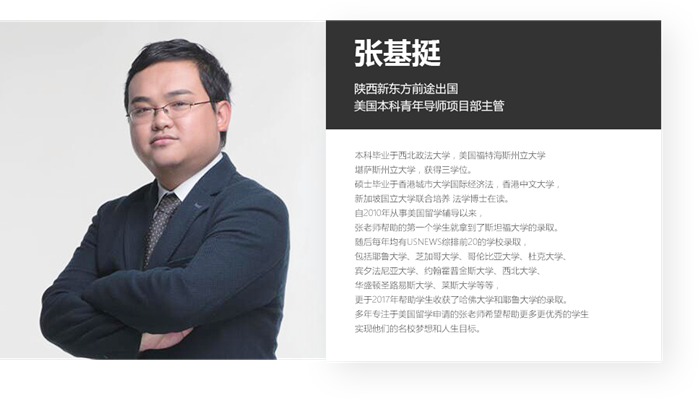 张基挺
陕西新东方前途出国
美国本科青年导师项目部主管
本科毕业于西北政法大学，美国福特海斯州立大学
堪萨斯州立大学，获得三学位。
硕士毕业于香港城市大学国际经济法，香港中文大学，
新加坡国立大学联合培养 法学博士在读。
自2010年从事美国留学辅导以来，
张老师帮助的第一个学生就拿到了斯坦福大学的录取。
随后每年均有USNEWS综排前20的学校录取，
包括耶鲁大学、芝加哥大学、哥伦比亚大学、杜克大学、
宾夕法尼亚大学、约翰霍普金斯大学、西北大学、
华盛顿圣路易斯大学、莱斯大学等等，
更于2017年帮助学生收获了哈佛大学和耶鲁大学的录取。
多年专注于美国留学申请的张老师希望帮助更多更优秀的学生
实现他们的名校梦想和人生目标。